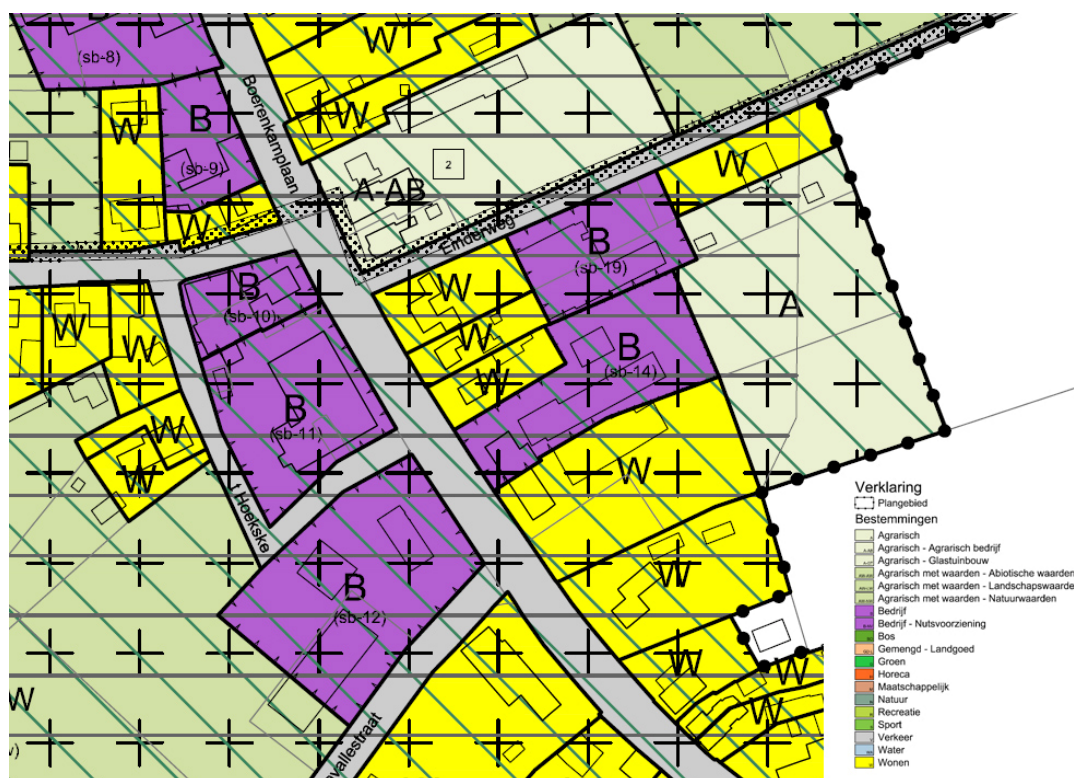 B
(sb-8)
W
W
B
(sb-9)
W
Boerenkamplaan
W
2
A-AB
Einderweg
W
B
(sb-19)
W
B
(sb-10)
W
W
B
(sb-14)
A
W
W
B
(sb-11)
W
W
W
't Hoekske
B
(sb-12)
W
W
W
W
W
vallestraat
Verklaring
Plangebied
Bestemmingen
Agrarisch
Agrarisch - Agrarisch bedrijf
Agrarisch - Glastuinbouw
Agrarisch met waarden - Abiotische waarden
Agrarisch met waarden - Landschapswaarde
Agrarisch met waarden - Natuurwaarden
Bedrijf
Bedrijf - Nutsvoorziening
Bos
Gemengd - Landgoed
Groen
Horeca
Maatschappelijk
Natuur
Recreatie
Sport
Verkeer
Water
Wonen